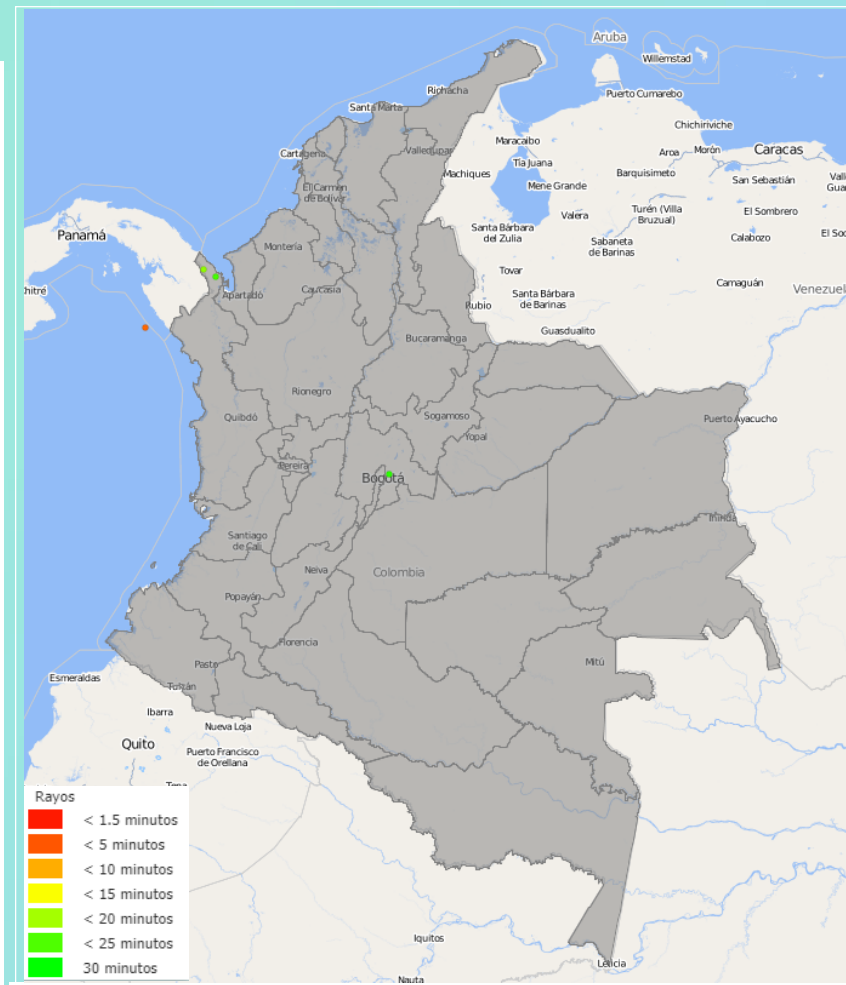 Aruba
Willemstad
Riohacha
Puerto Cumarebo
Santa Marta
Chichiriviche
Cartagena
Maracaibo
Aroa
Morón
Caracas
Valledupar
Tía Juana
Machiques
Barquisimeto
San Sebastián
El Carmen
de Bolívar
Mene Grande
Valera
Turén (Villa
Bruzual)
El Sombrero
Panamá
Montería
Santa Bárbara
del Zulia
Sabaneta
de Barinas
Calabozo
El So
Tovar
Apartadó
Caucasia
Camaguán
hitré
Rubio
Santa Bárbara
de Barinas
Venezuel
Guasdualito
Bucaramanga
Rionegro
Quibdó
Sogamoso
Puerto Ayacucho
Yopal
Pereira
Bogotá
Inírida
Santiago
de Cali
Neiva
Colombia
Popayán
Florencia
Pasto
Mitú
Esmeraldas
Tulcán
Ibarra
Nueva Loja
Quito
Puerto Francisco
de Orellana
Tena
Rayos
< 1.5 minutos
< 5 minutos
< 10 minutos
< 15 minutos
< 20 minutos
< 25 minutos
30 minutos
Iquitos
Leticia
Nauta